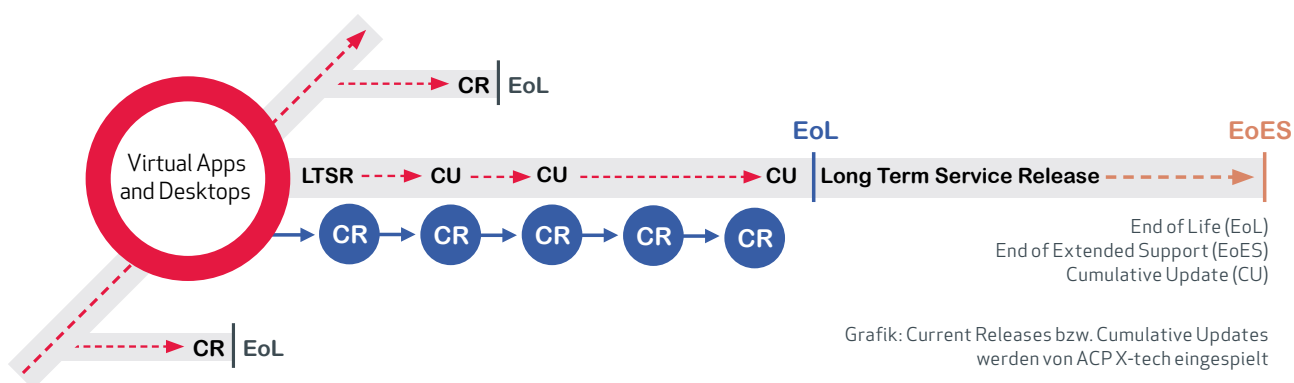 CR EoL
Virtual Apps
and Desktops
EoL
EoES
LTSR CU CU CU Long Term Service Release
CR CR CR CR CR
End of Life (EoL)
End of Extended Support (EoES)
Cumulative Update (CU)
CR EoL
Grafik: Current Releases bzw. Cumulative Updates
werden von ACP X-tech eingespielt